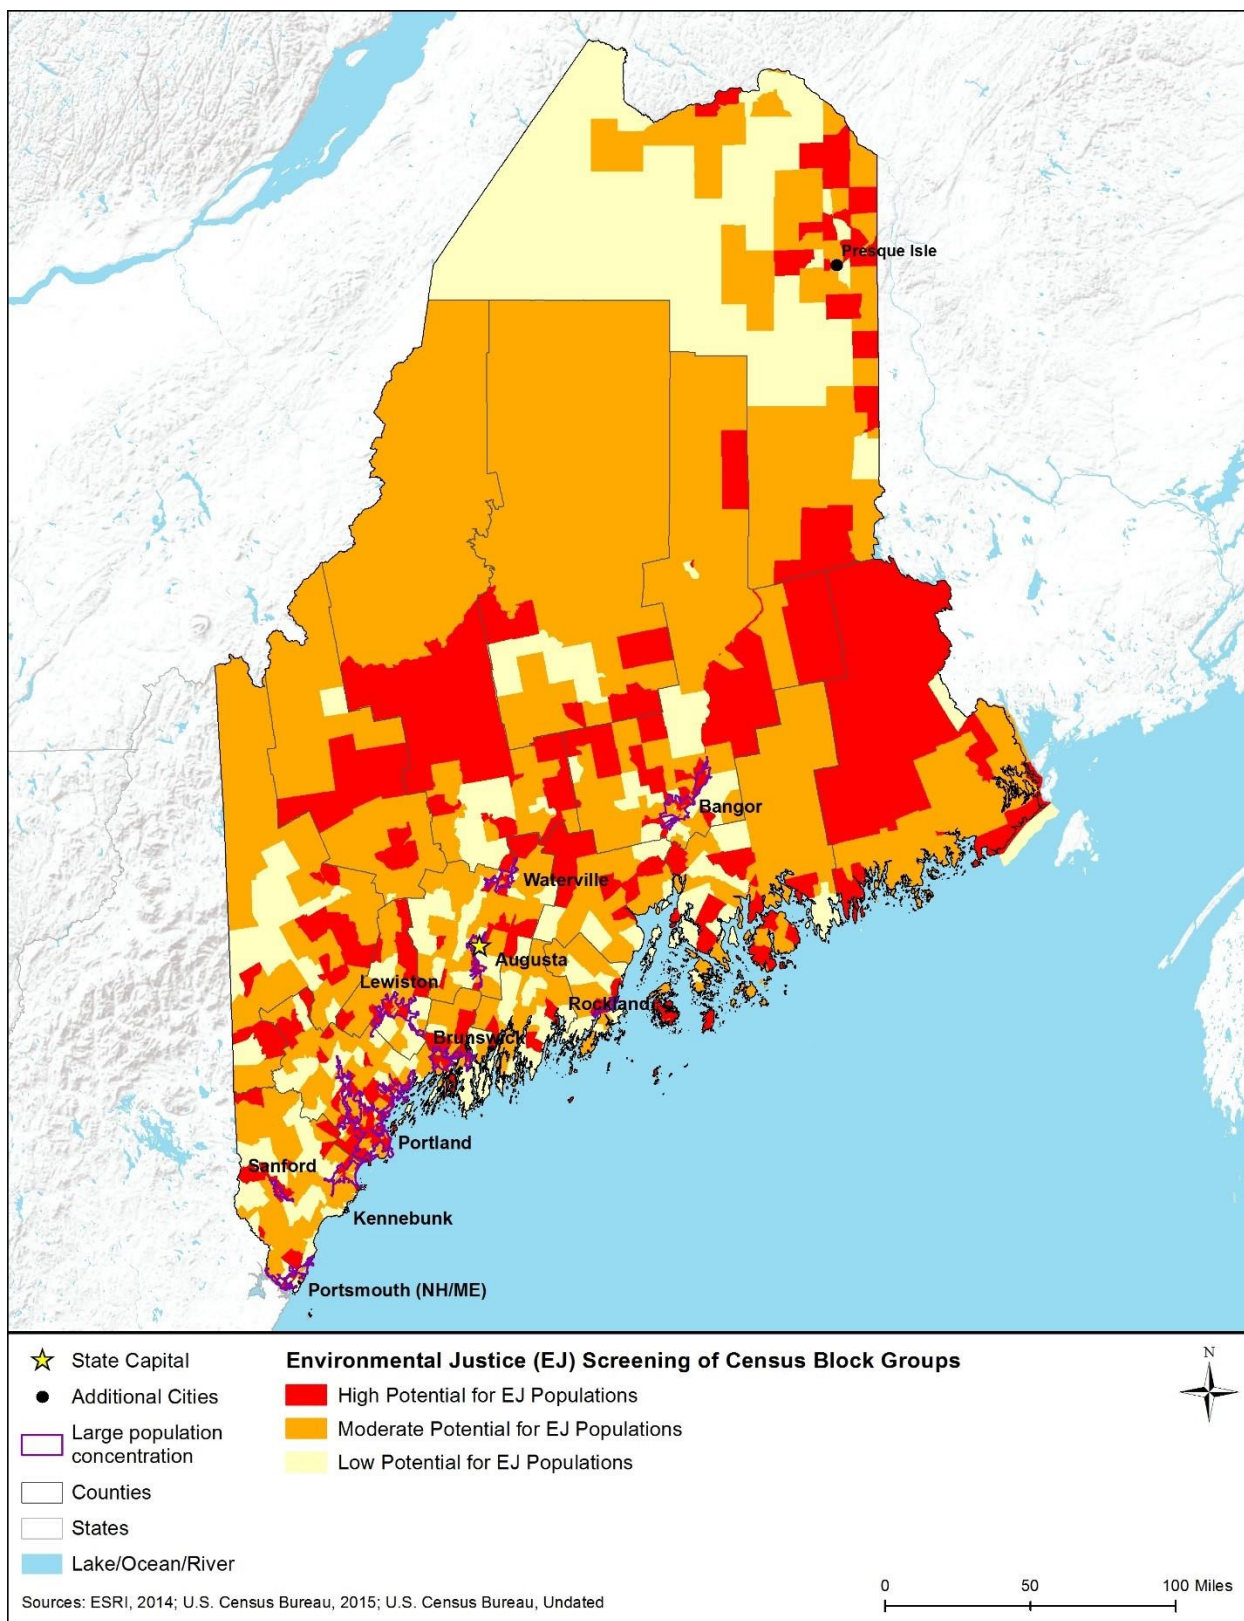 Presque Isle
Bangor
Waterville
Augusta
Lewiston
Rockland
Brunswick
Portland
Sanford
Kennebunk
Portsmouth (NH/ME)
State Capital
Additional Cities
Large population
concentration
Counties
States
Lake/Ocean/River
Environmental Justice (EJ) Screening of Census Block Groups
High Potential for EJ Populations
Moderate Potential for EJ Populations
Low Potential for EJ Populations
N
0 50 100 Miles
Sources: ESRI, 2014; U.S. Census Bureau, 2015; U.S. Census Bureau, Undated